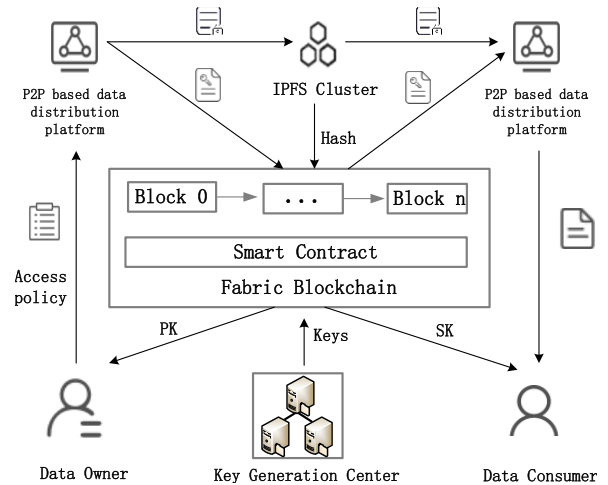 P2P based data
distribution
platform
IPFS Cluster
P2P based data
distribution
platform
Hash
Block 0
...
Block n
Smart Contract
Fabric Blockchain
Access
policy
PK
Keys
SK
Data Owner
Key Generation Center
Data Consumer